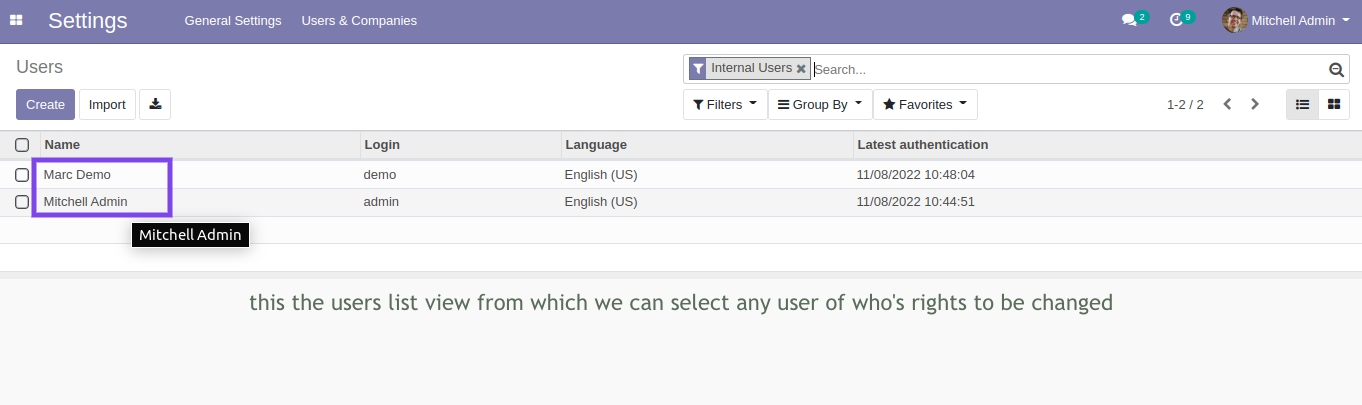 Settings General Settings Users & Companies 2 9 Mitchell Admin
Users
Internal Users Search...
Create Import Filters Group By Favorites 1-2 / 2
Name Login Language Latest authentication
Marc Demo demo English (US) 11/08/2022 10:48:04
Mitchell Admin admin English (US) 11/08/2022 10:44:51
Mitchell Admin
this the users list view from which we can select any user of who's rights to be changed